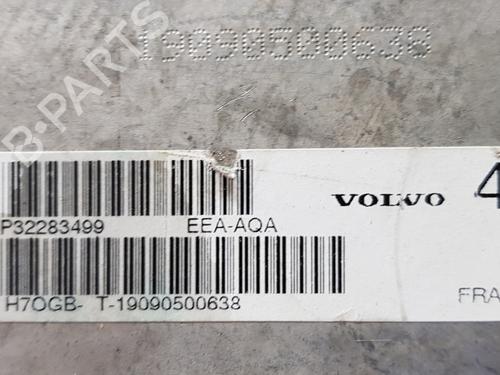 19090500638
B-PARTS
P32283499 EEA-AQA VOLVO 4
H7OGB- T-19090500638 FRA